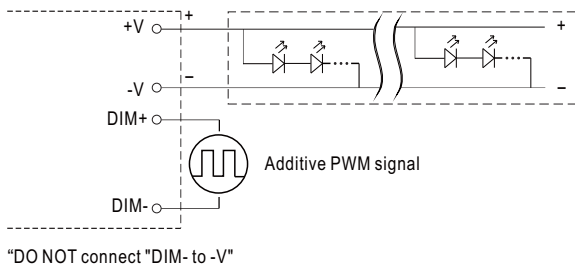 +V
+
+
-V
–
–
DIM+
Additive PWM signal
DIM-
“DO NOT connect "DIM- to -V"